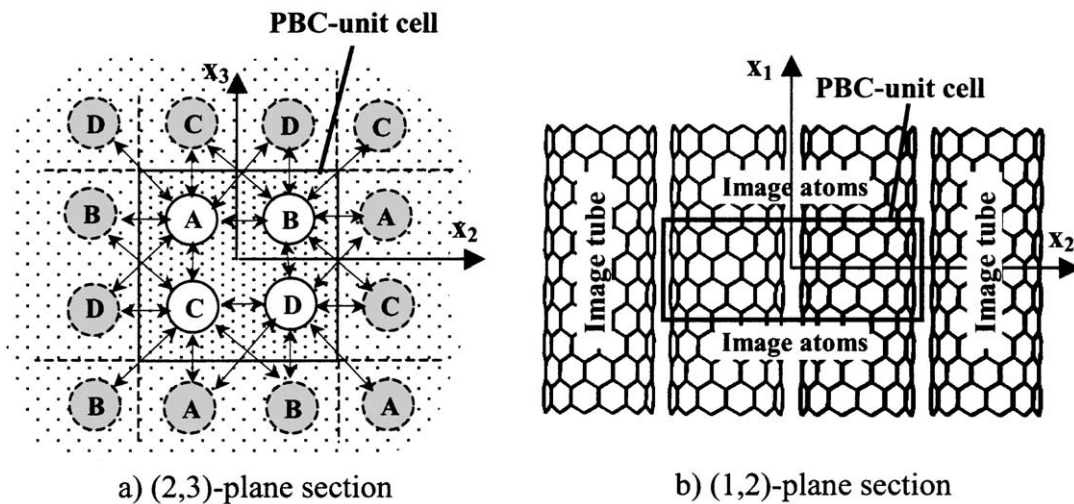 PBC-unit cell
x3
D C D C
B A B A
x2
D C D C
B A B A
a) (2,3)-plane section
x1
PBC-unit cell
Image atoms
Image tube
Image tube
x2
Image atoms
b) (1,2)-plane section